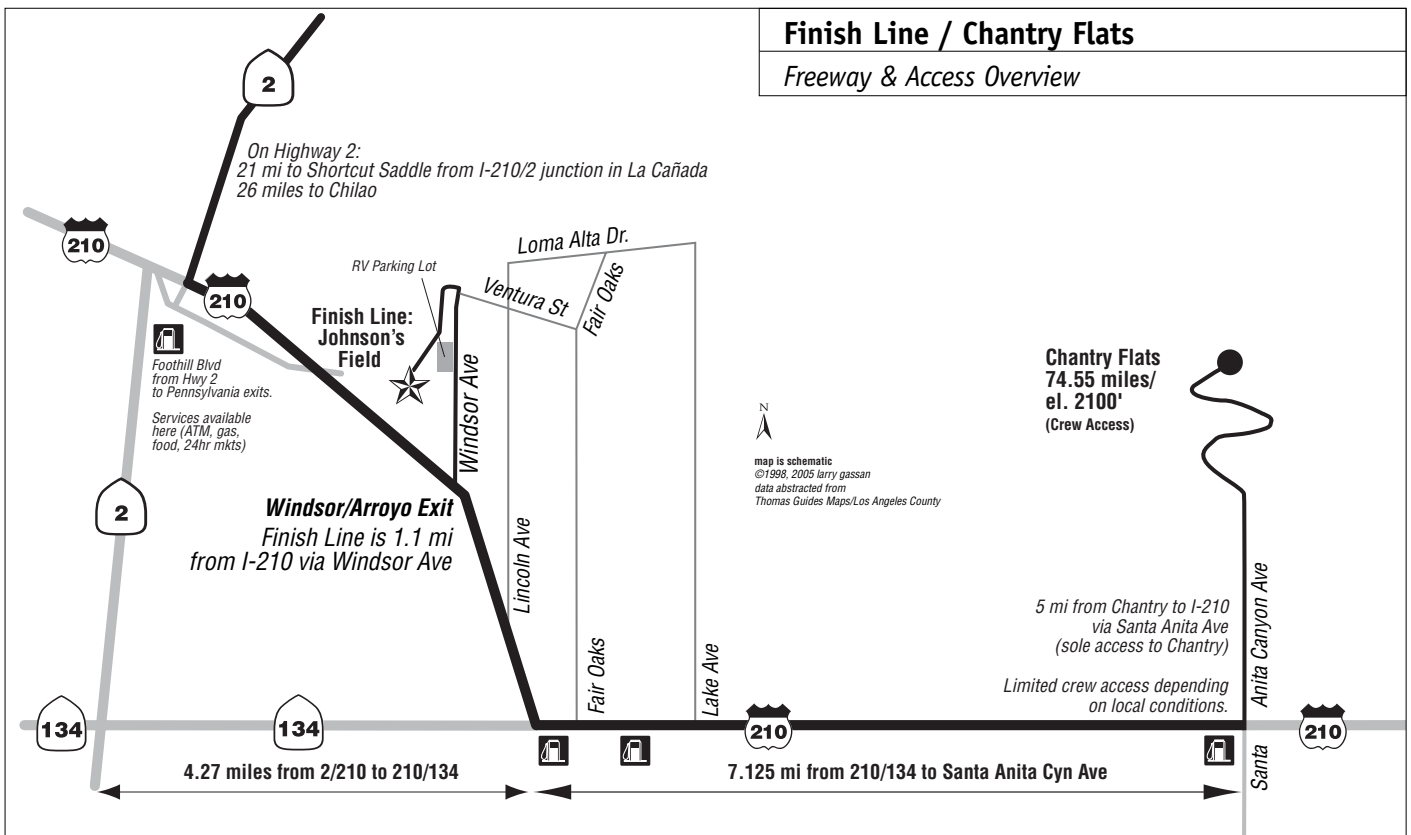 Finish Line / Chantry Flats
Freeway & Access Overview
2
On Highway 2:
21 mi to Shortcut Saddle from I-210/2 junction in La Cañada
26 miles to Chilao
210
210
RV Parking Lot
Loma Alta Dr.
Ventura St
Fair Oaks
Finish Line:
Johnson's
Field
Windsor Ave
Foothill Blvd
from Hwy 2
to Pennsylvania exits.
Services available
here (ATM, gas,
food, 24hr mkts)
Chantry Flats
74.55 miles/
el. 2100'
(Crew Access)
N
map is schematic
©1998, 2005 larry gassan
data abstracted from
Thomas Guides Maps/Los Angeles County
2
Windsor/Arroyo Exit
Finish Line is 1.1 mi
from I-210 via Windsor Ave
Lincoln Ave
Fair Oaks
Lake Ave
5 mi from Chantry to I-210
via Santa Anita Ave
(sole access to Chantry)
Limited crew access depending
on local conditions.
Santa Anita Canyon Ave
134
134
210
210
4.27 miles from 2/210 to 210/134
7.125 mi from 210/134 to Santa Anita Cyn Ave